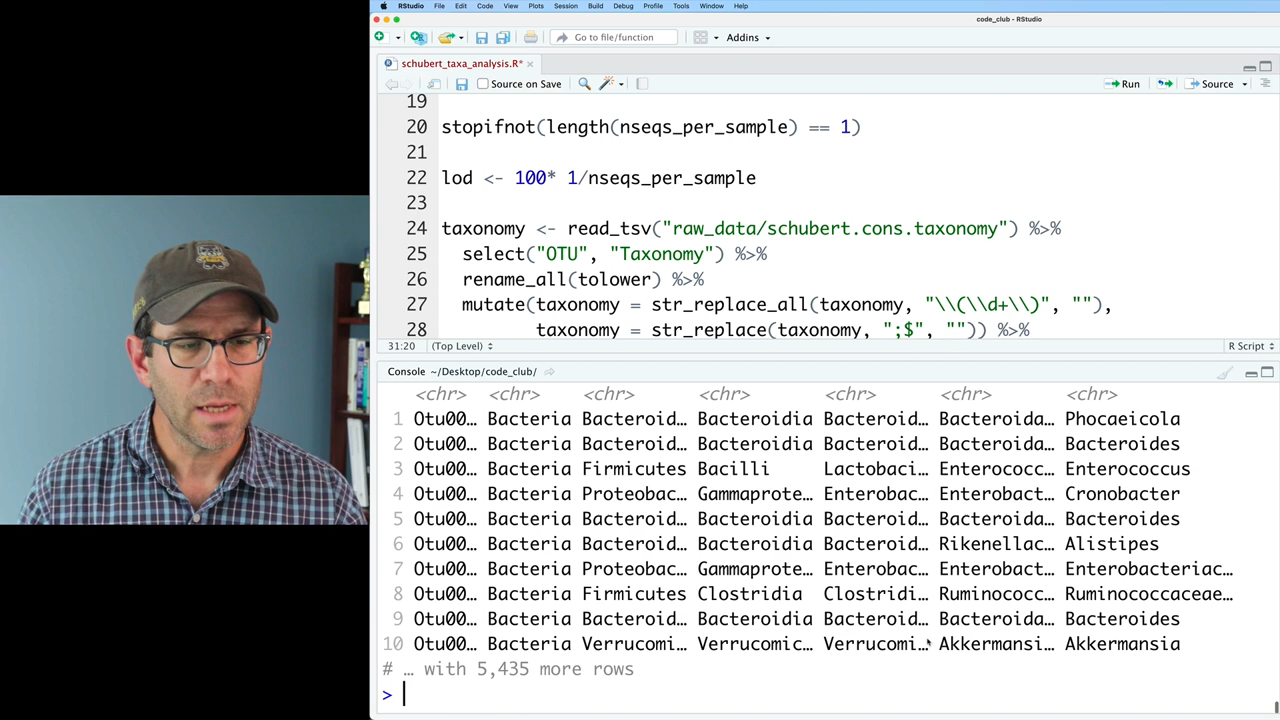 RStudio File Edit Code View Plots Session Build Debug Profile Tools Window Help
code_club - RStudio
Go to file/function Addins
schubert_taxa_analysis.R*
Source on Save Run Source
19
20 stopifnot(length(nseqs_per_sample) == 1)
21
22 lod <- 100* 1/nseqs_per_sample
23
24 taxonomy <- read_tsv("raw_data/schubert.cons.taxonomy") %>%
25 select("OTU", "Taxonomy") %>%
26 rename_all(tolower) %>%
27 mutate(taxonomy = str_replace_all(taxonomy, "\\(\\d+\\)", ""),
28 taxonomy = str_replace(taxonomy, ";$", "")) %>%
31:20 (Top Level) R Script
Console ~/Desktop/code_club/
<chr> <chr> <chr> <chr> <chr> <chr> <chr>
1 Otu00… Bacteria Bacteroid… Bacteroidia Bacteroid… Bacteroida… Phocaeicola
2 Otu00… Bacteria Bacteroid… Bacteroidia Bacteroid… Bacteroida… Bacteroides
3 Otu00… Bacteria Firmicutes Bacilli Lactobaci… Enterococc… Enterococcus
4 Otu00… Bacteria Proteobac… Gammaprote… Enterobac… Enterobact… Cronobacter
5 Otu00… Bacteria Bacteroid… Bacteroidia Bacteroid… Bacteroida… Bacteroides
6 Otu00… Bacteria Bacteroid… Bacteroidia Bacteroid… Rikenellac… Alistipes
7 Otu00… Bacteria Proteobac… Gammaprote… Enterobac… Enterobact… Enterobacteriac…
8 Otu00… Bacteria Firmicutes Clostridia Clostridi… Ruminococc… Ruminococcaceae…
9 Otu00… Bacteria Bacteroid… Bacteroidia Bacteroid… Bacteroida… Bacteroides
10 Otu00… Bacteria Verrucomi… Verrucomic… Verrucomi… Akkermansi… Akkermansia
# … with 5,435 more rows
>